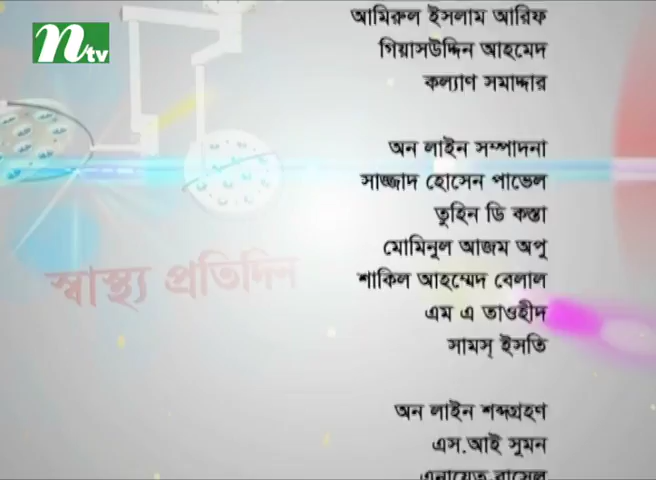 ntv
আমিরুল ইসলাম আরিফ
গিয়াসউদ্দিন আহমেদ
কল্যাণ সমাদ্দার
অন লাইন সম্পাদনা
সাজ্জাদ হোসেন পাভেল
তুহিন ডি কস্তা
মোমিনুল আজম অপু
শাকিল আহম্মেদ বেলাল
এম এ তাওহীদ
সামস্ ইসতি
স্বাস্থ্য প্রতিদিন
অন লাইন শব্দগ্রহণ
এস.আই সুমন
এনায়েত রাসেল